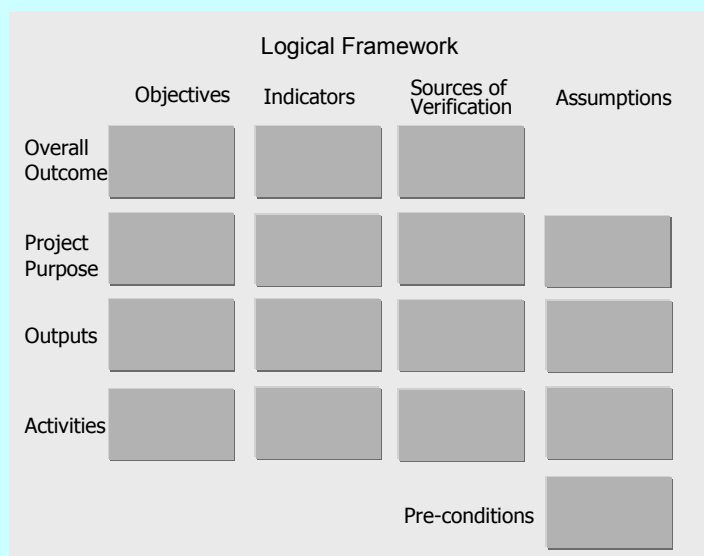 Logical Framework
Objectives Indicators Sources of
Verification Assumptions
Overall
Outcome
Project
Purpose
Outputs
Activities
Pre-conditions